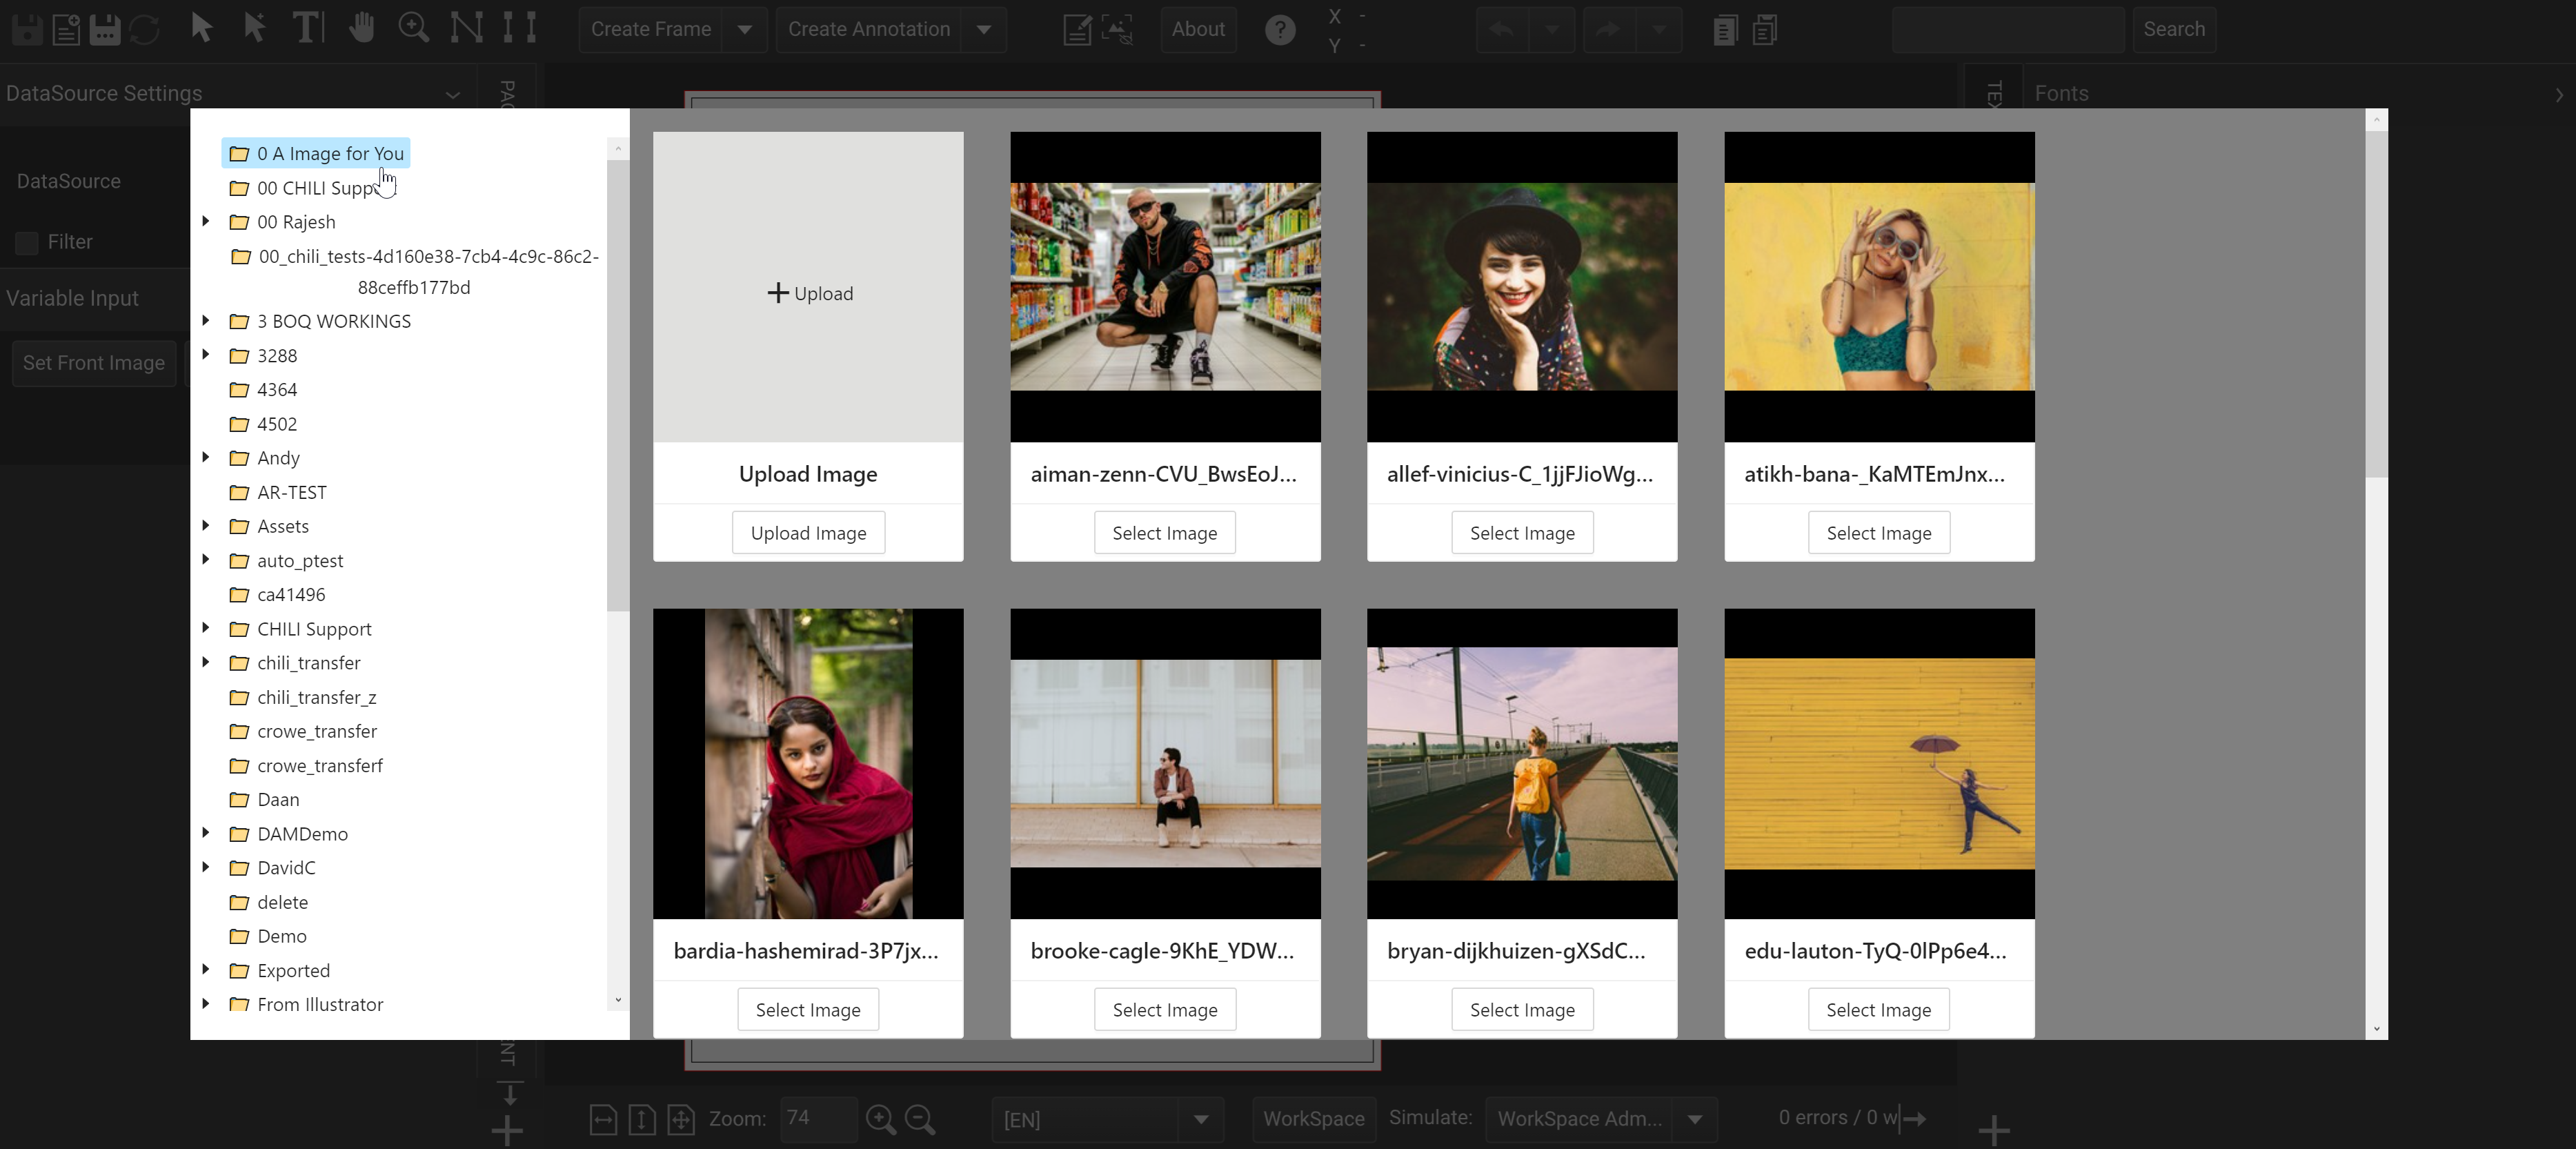 Create Frame
Create Annotation
About
X -
Y -
Search
DataSource Settings
Fonts
DataSource
Filter
Variable Input
Set Front Image
0 A Image for You
00 CHILI Supp
00 Rajesh
00_chili_tests-4d160e38-7cb4-4c9c-86c2-
88ceffb177bd
3 BOQ WORKINGS
3288
4364
4502
Andy
AR-TEST
Assets
auto_ptest
ca41496
CHILI Support
chili_transfer
chili_transfer_z
crowe_transfer
crowe_transferf
Daan
DAMDemo
DavidC
delete
Demo
Exported
From Illustrator
Upload
Upload Image
aiman-zenn-CVU_BwsEoJ...
allef-vinicius-C_1jjFJioWg...
atikh-bana-_KaMTEmJnx...
Upload Image
Select Image
Select Image
Select Image
bardia-hashemirad-3P7jx...
brooke-cagle-9KhE_YDW...
bryan-dijkhuizen-gXSdC...
edu-lauton-TyQ-0lPp6e4...
Select Image
Select Image
Select Image
Select Image
Zoom:
74
[EN]
WorkSpace
Simulate:
WorkSpace Adm...
0 errors / 0 w